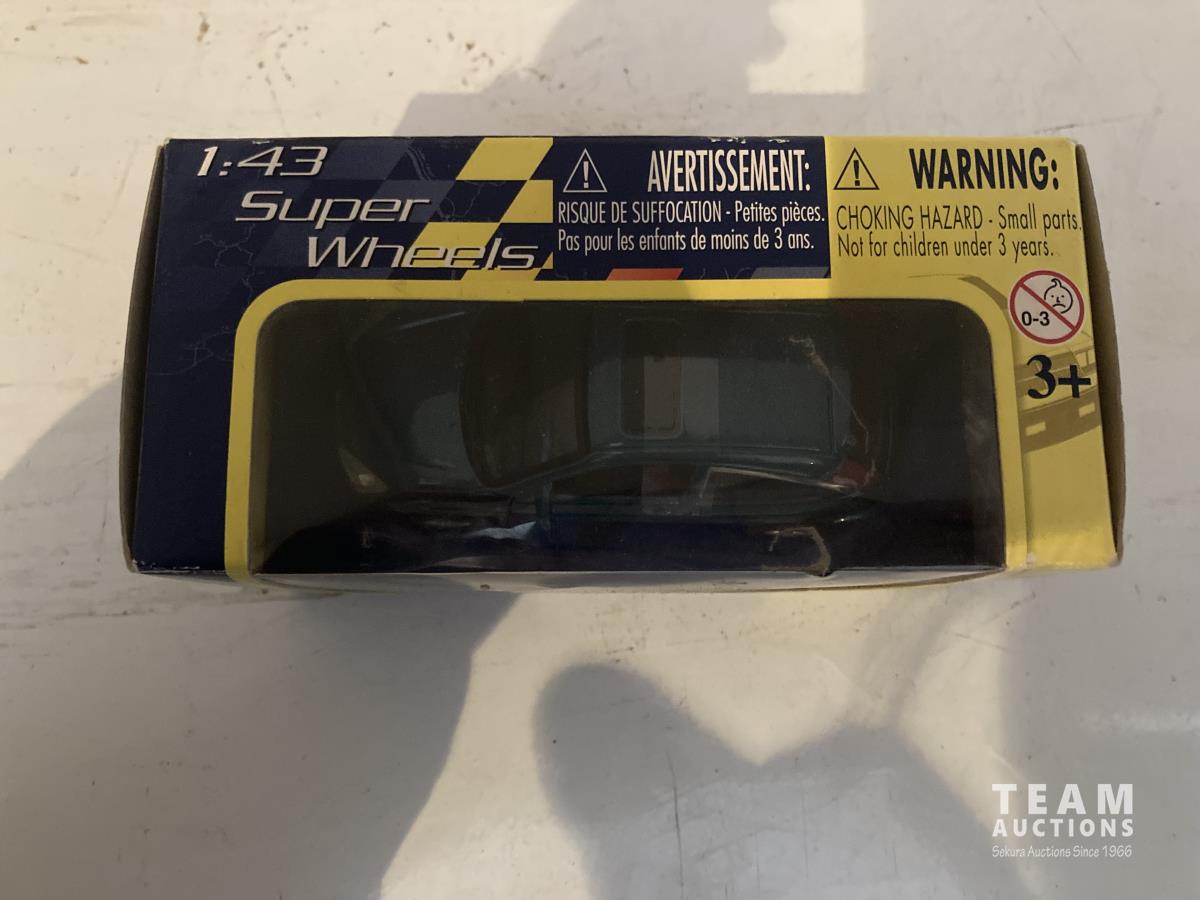 1:43
Super
Wheels
AVERTISSEMENT:
RISQUE DE SUFFOCATION - Petites pièces.
Pas pour les enfants de moins de 3 ans.
WARNING:
CHOKING HAZARD - Small parts.
Not for children under 3 years.
0-3
3+
TEAM
AUCTIONS
Sekura Auctions Since 1966